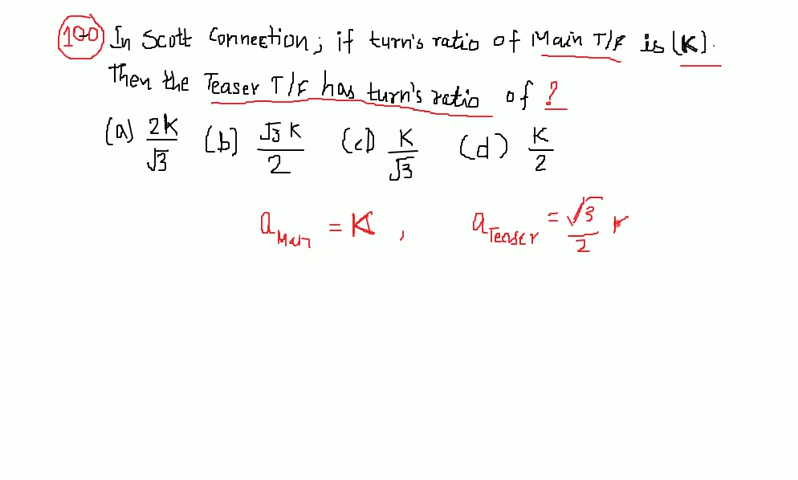 100 In Scott Connection; if turn's ratio of Main T/F is (K).
Then the Teaser T/F has turn's ratio of ?
(a) 2K/√3 (b) √3 K/2 (c) K/√3 (d) K/2
a_Main = K, a_Teaser = √3/2 K